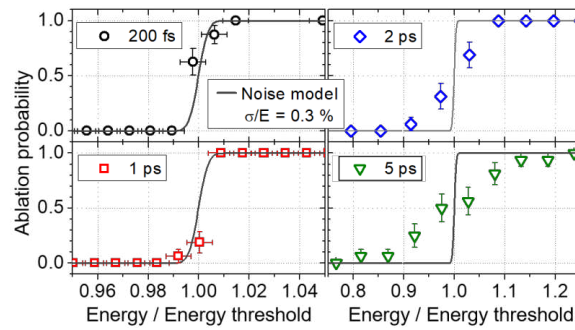 1.0
200 fs
2 ps
0.5
Noise model
σ/E = 0.3 %
0.0
1.0
1 ps
5 ps
0.5
0.0
0.96 0.98 1.00 1.02 1.04 0.8 0.9 1.0 1.1 1.2
Energy / Energy threshold Energy / Energy threshold
Ablation probability